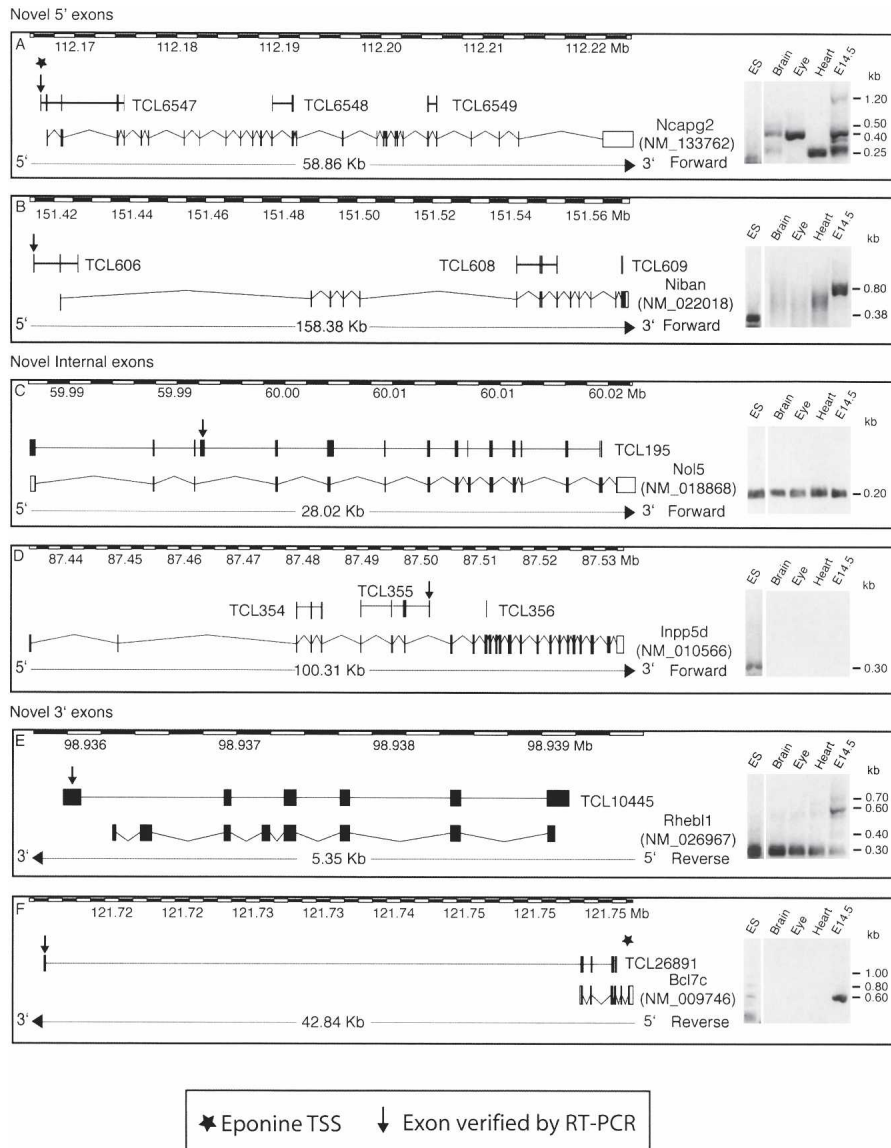 Novel 5' exons
A
112.17 112.18 112.19 112.20 112.21 112.22 Mb
TCL6547 TCL6548 TCL6549
Ncapg2
(NM_133762)
5' 58.86 Kb 3' Forward
ES Brain Eye Heart E14.5
kb
1.20
0.50
0.40
0.25
B
151.42 151.44 151.46 151.48 151.50 151.52 151.54 151.56 Mb
TCL606 TCL608 TCL609
Niban
(NM_022018)
5' 158.38 Kb 3' Forward
ES Brain Eye Heart E14.5
kb
0.80
0.38
Novel Internal exons
C
59.99 59.99 60.00 60.01 60.01 60.02 Mb
TCL195
Nol5
(NM_018868)
5' 28.02 Kb 3' Forward
ES Brain Eye Heart E14.5
kb
0.20
D
87.44 87.45 87.46 87.47 87.49 87.50 87.51 87.52 87.53 Mb
TCL354 TCL355 TCL356
Inpp5d
(NM_010566)
5' 100.31 Kb 3' Forward
ES Brain Eye Heart E14.5
kb
0.30
Novel 3' exons
E
98.936 98.937 98.938 98.939 Mb
TCL10445
Rhebl1
(NM_026967)
3' 5.35 Kb 5' Reverse
ES Brain Eye Heart E14.5
kb
0.70
0.60
0.40
0.30
F
121.72 121.72 121.73 121.73 121.74 121.75 121.75 121.75 Mb
TCL26891
Bcl7c
(NM_009746)
3' 42.84 Kb 5' Reverse
ES Brain Eye Heart E14.5
kb
1.00
0.80
0.60
Eponine TSS Exon verified by RT-PCR